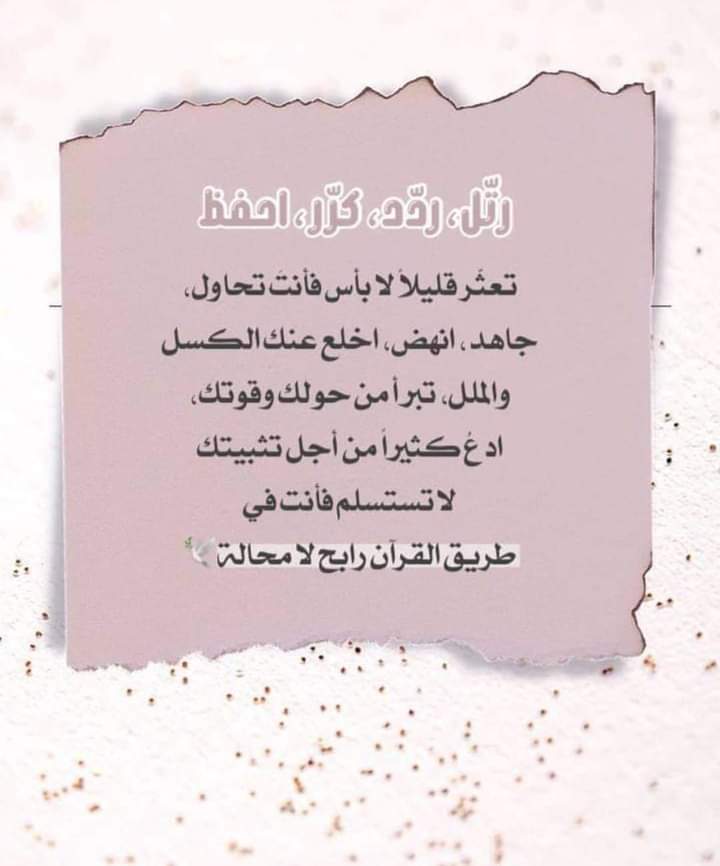 رتّل، ردّد، كرّر، احفظ
تعثَر قليلاً لا بأس فأنتَ تحاول،
جاهد، انهض، اخلع عنك الكسل
والملل، تبرأ من حولك وقوتك،
ادعُ كثيراً من أجل تثبيتك
لا تستسلم فأنت في
طريق القرآن رابح لا محالة🕊️